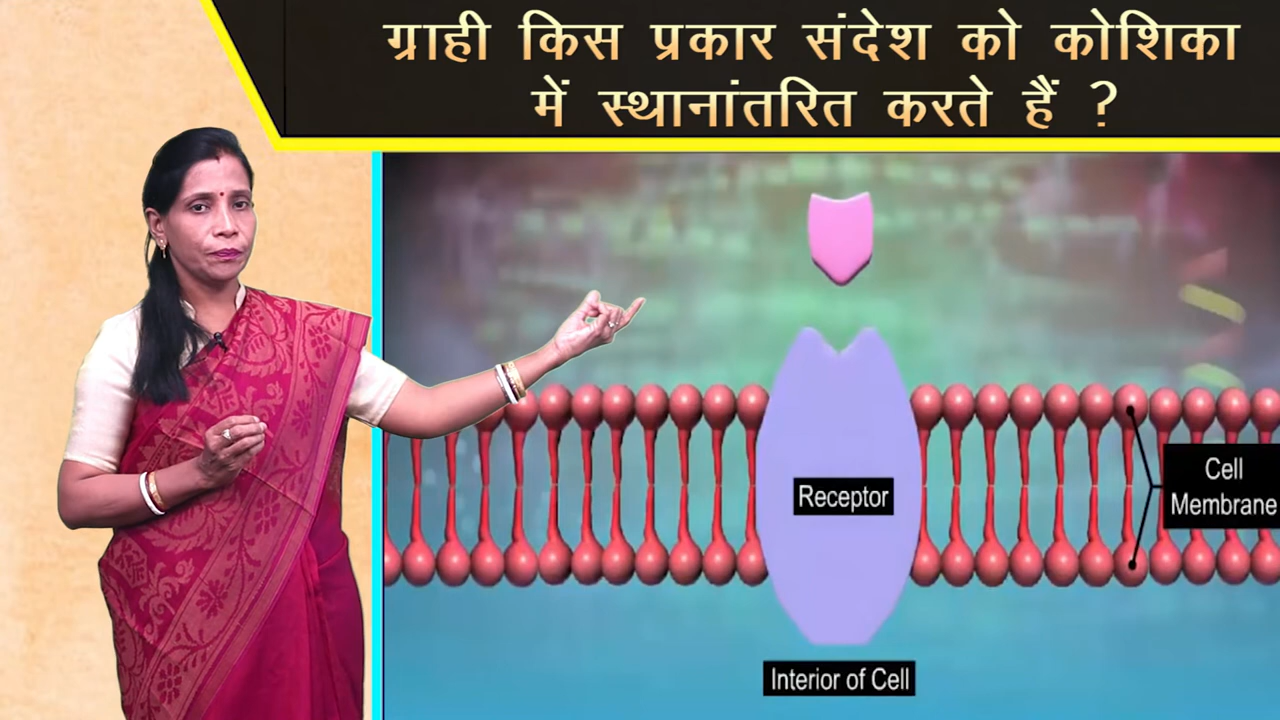 ग्राही किस प्रकार संदेश को कोशिका
में स्थानांतरित करते हैं ?
Receptor
Cell
Membrane
Interior of Cell